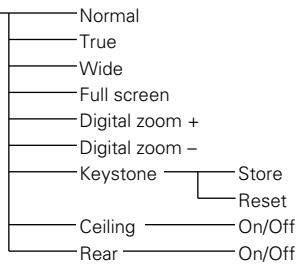 Normal
True
Wide
Full screen
Digital zoom +
Digital zoom –
Keystone Store
Reset
Ceiling On/Off
Rear On/Off